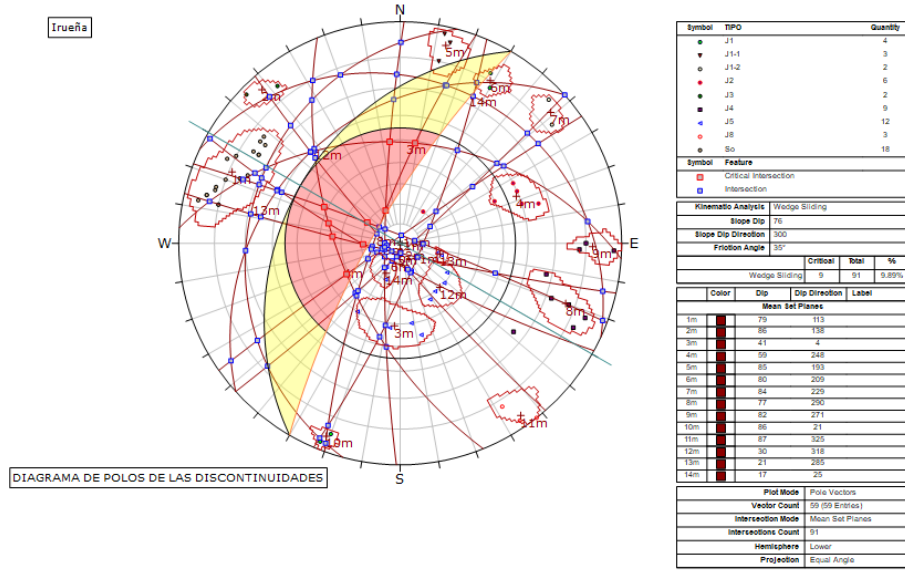 Irueña
N
5m
6m
14m
2m
7m
12m
3m
1m
4m
13m
W
E
9m
13m
14m
12m
8m
3m
11m
10m
S
DIAGRAMA DE POLOS DE LAS DISCONTINUIDADES
Symbol TIPO Quantity
J1 4
J1-1 3
J1-2 2
J2 6
J3 2
J4 9
J5 12
J8 3
So 18
Symbol Feature
Critical Intersection
Intersection
Kinematic Analysis Wedge Sliding
Slope Dip 76
Slope Dip Direction 300
Friction Angle 35°
Critical Total %
Wedge Sliding 9 91 9.89%
Color Dip Dip Direction Label
Mean Set Planes
1m 79 113
2m 86 138
3m 41 4
4m 59 248
5m 85 193
6m 80 209
7m 84 229
8m 77 290
9m 82 271
10m 86 21
11m 87 325
12m 30 318
13m 21 285
14m 17 25
Plot Mode Pole Vectors
Vector Count 59 (59 Entries)
Intersection Mode Mean Set Planes
Intersections Count 91
Hemisphere Lower
Projection Equal Angle